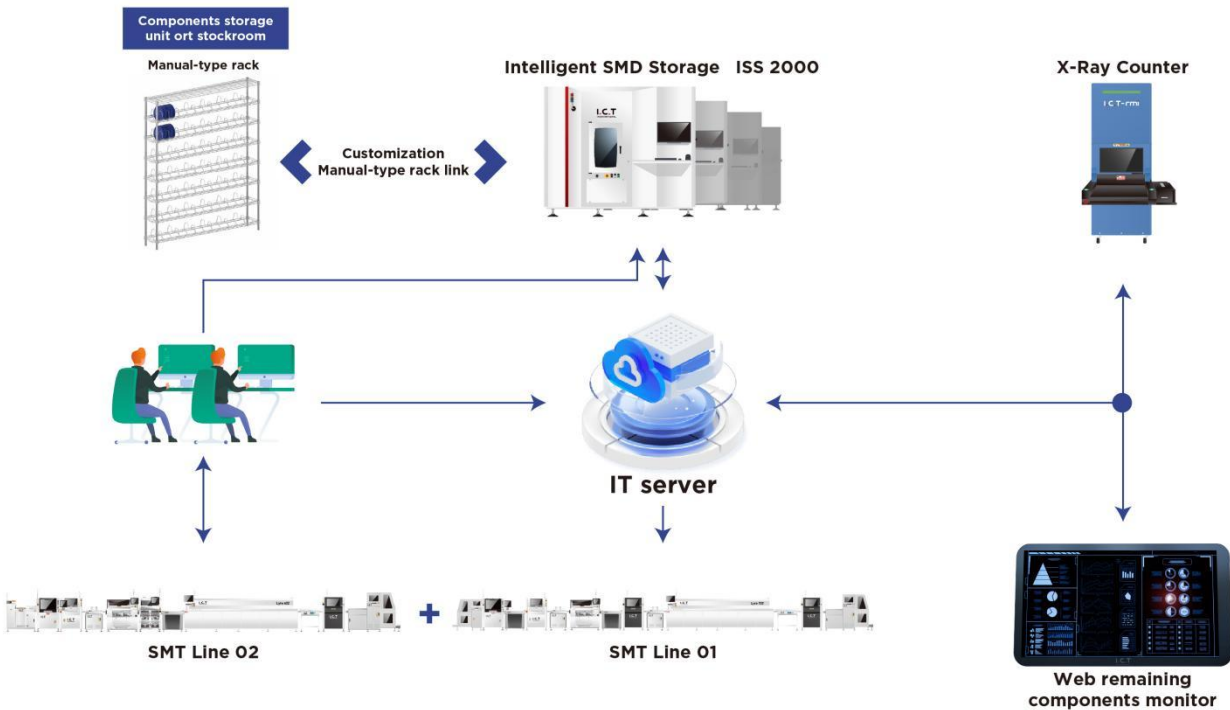 Components storage
unit ort stockroom
Manual-type rack
Intelligent SMD Storage ISS 2000
X-Ray Counter
I.C.T
I C T-rmi
Customization
Manual-type rack link
IT server
I.C.T
I.C.T
+
SMT Line 02
SMT Line 01
I.C.T
Web remaining
components monitor